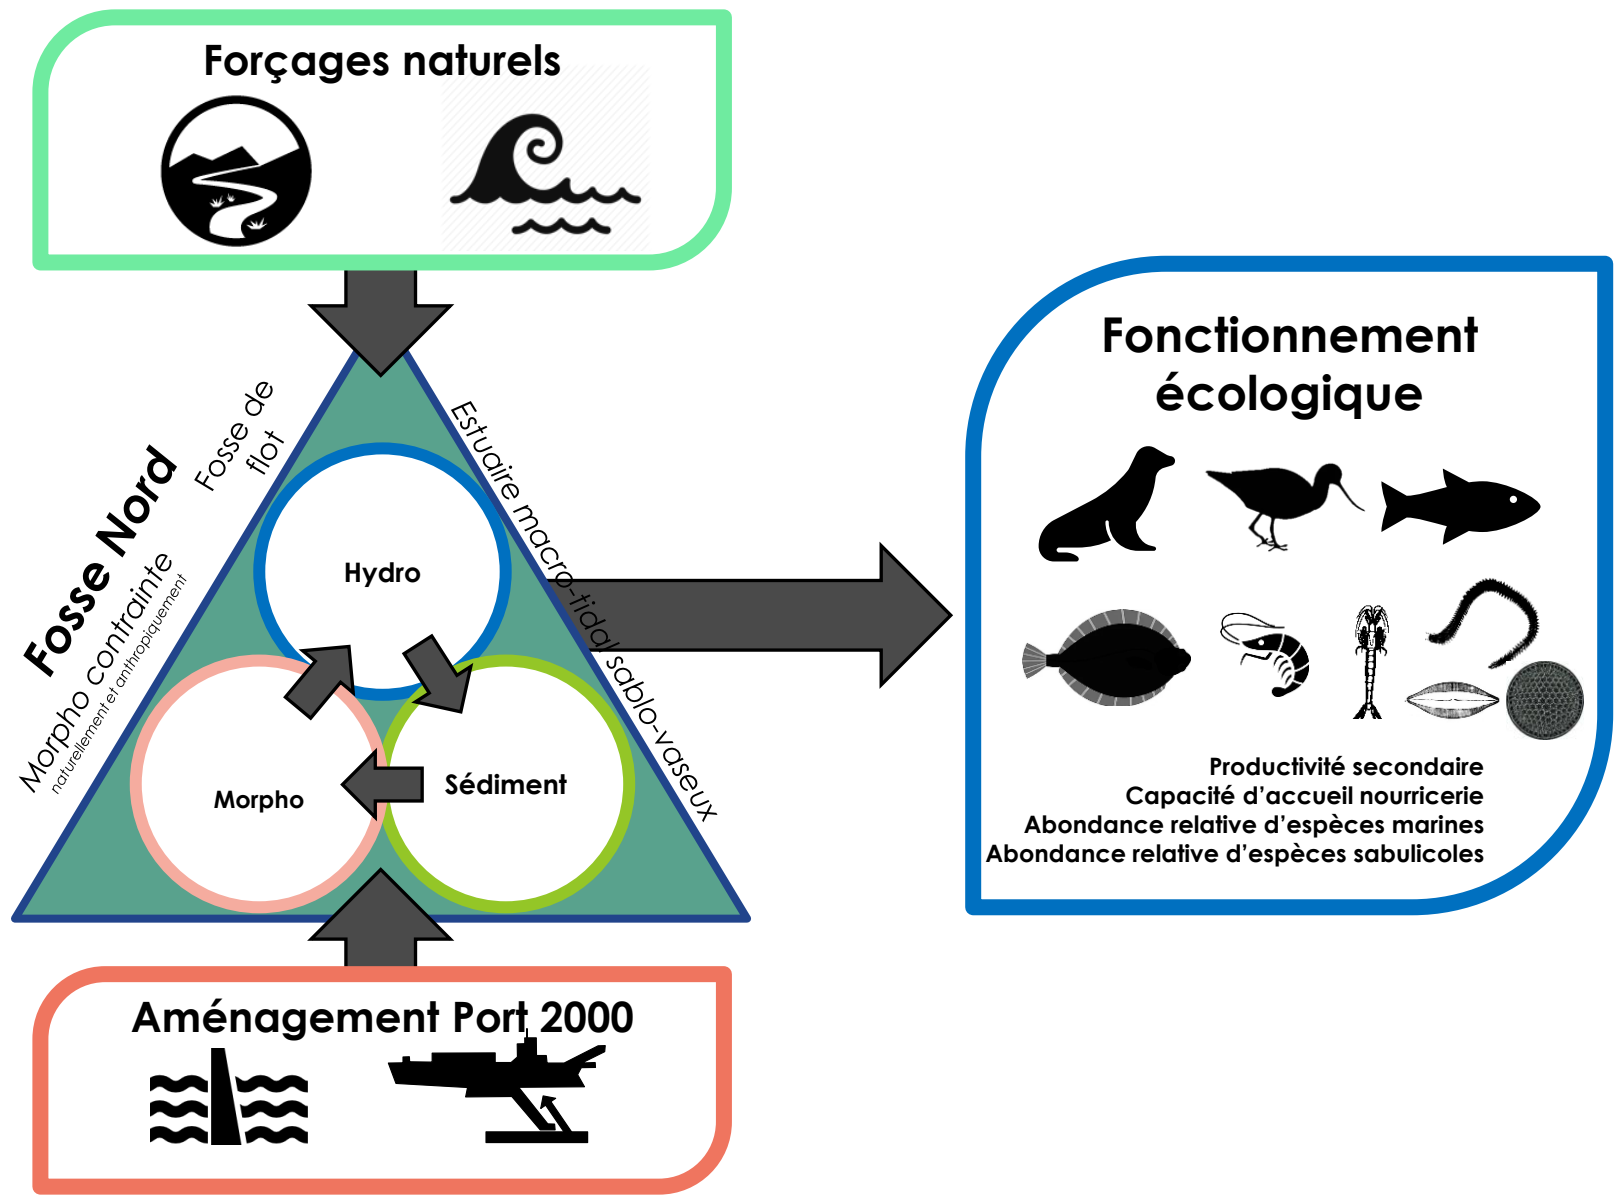 Forçages naturels
Fosse Nord
Fosse de
flot
Morpho contrainte
naturellement et anthropiquement
Estuaire macro-tidal sablo-vaseux
Hydro
Morpho
Sédiment
Aménagement Port 2000
Fonctionnement
écologique
Productivité secondaire
Capacité d'accueil nourricerie
Abondance relative d'espèces marines
Abondance relative d'espèces sabulicoles